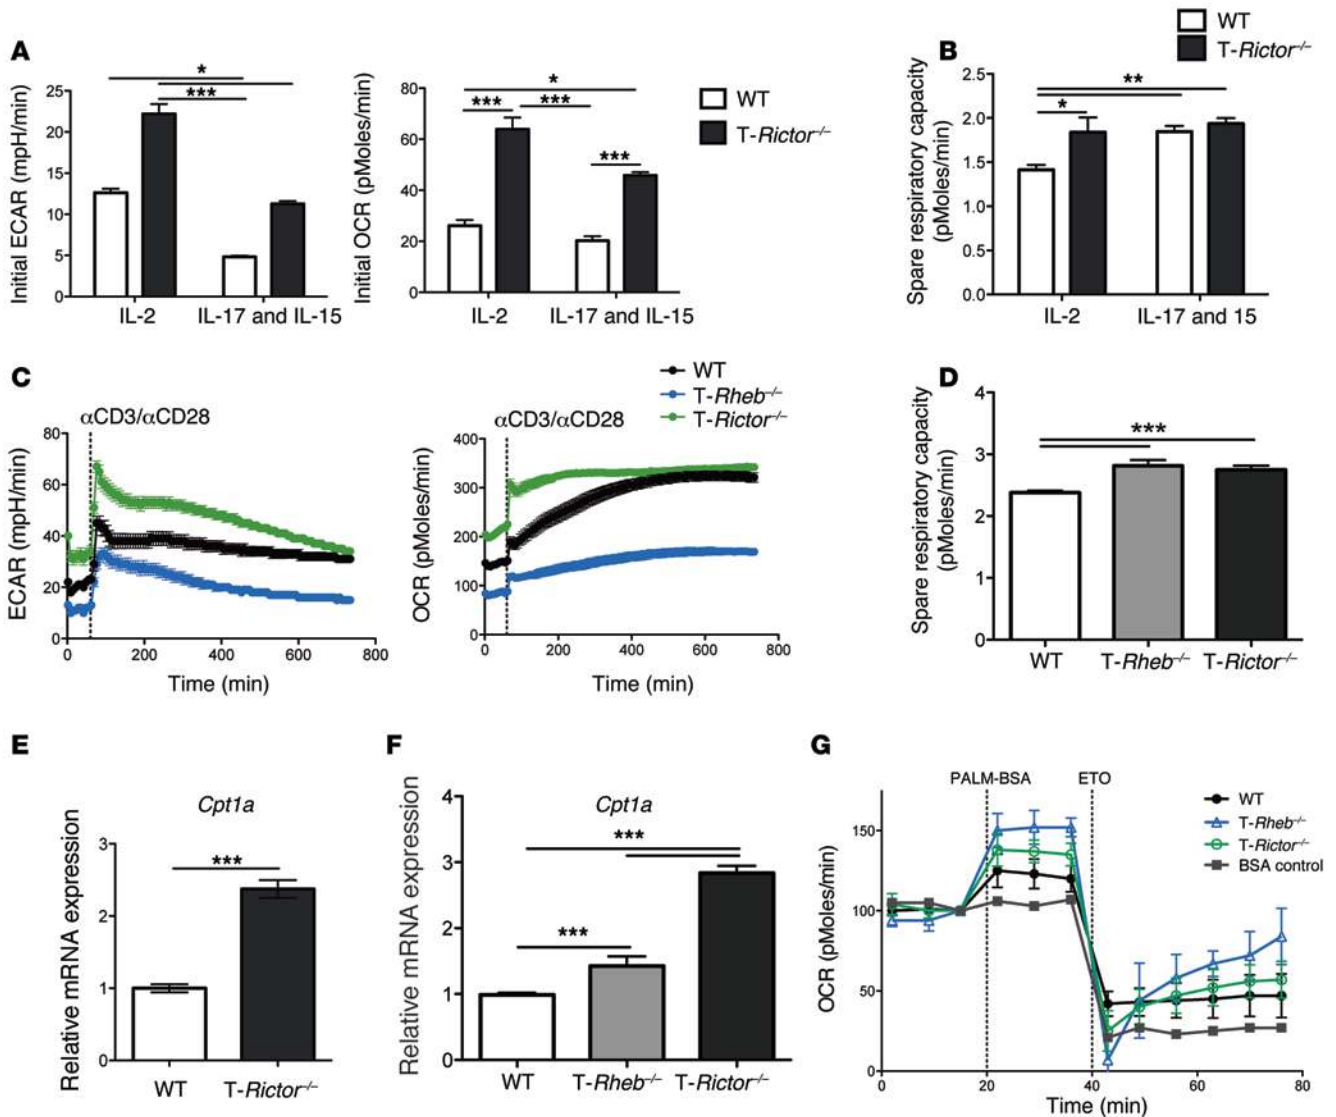 A
Initial ECAR (mpH/min)
25
20
15
10
5
0
*
***
IL-2
IL-17 and IL-15
Initial OCR (pMoles/min)
80
60
40
20
0
*
***
***
***
IL-2
IL-17 and IL-15
WT
T-Rictor–/–
B
WT
T-Rictor–/–
Spare respiratory capacity
(pMoles/min)
2.5
2.0
1.5
1.0
0.5
0.0
**
*
IL-2
IL-17 and 15
C
αCD3/αCD28
ECAR (mpH/min)
80
60
40
20
0
0
200
400
600
800
Time (min)
αCD3/αCD28
OCR (pMoles/min)
400
300
200
100
0
0
200
400
600
800
Time (min)
WT
T-Rheb–/–
T-Rictor–/–
D
Spare respiratory capacity
(pMoles/min)
4
3
2
1
0
***
WT
T-Rheb–/–
T-Rictor–/–
E
Cpt1a
Relative mRNA expression
3
2
1
0
***
WT
T-Rictor–/–
F
Cpt1a
Relative mRNA expression
4
3
2
1
0
***
***
WT
T-Rheb–/–
T-Rictor–/–
G
PALM-BSA
ETO
OCR (pMoles/min)
150
100
50
0
0
20
40
60
80
Time (min)
WT
T-Rheb–/–
T-Rictor–/–
BSA control